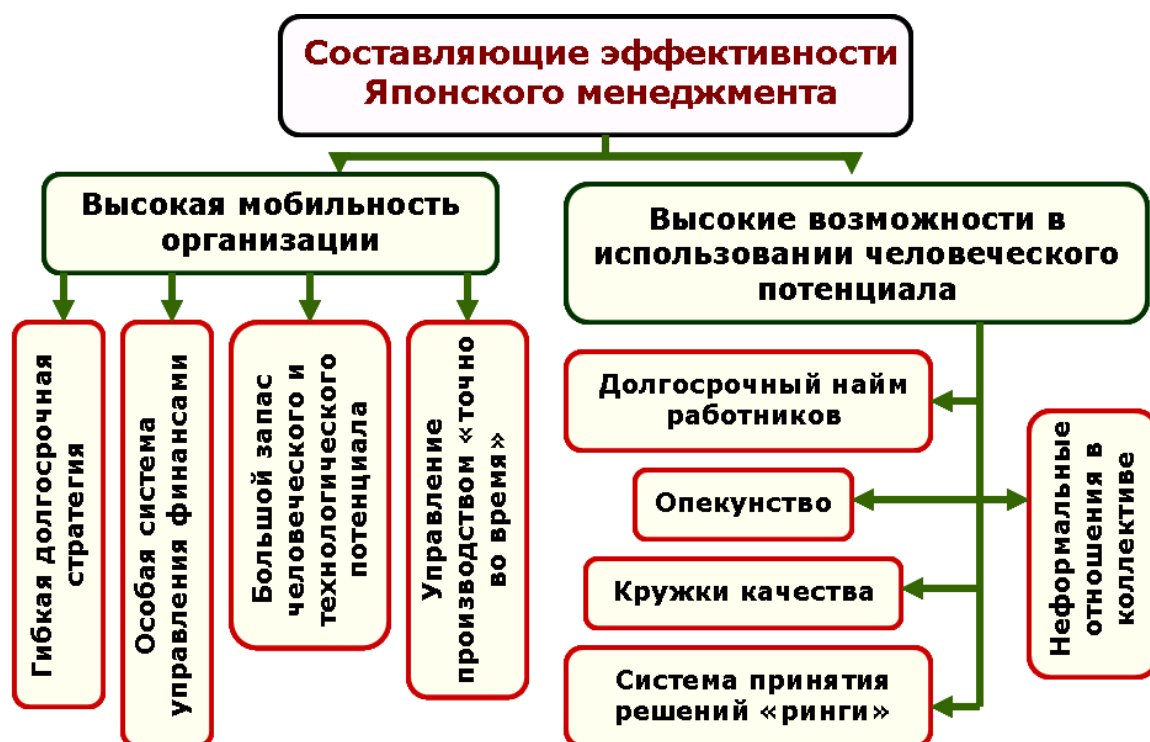 Составляющие эффективности
Японского менеджмента
Высокая мобильность
организации
Высокие возможности в
использовании человеческого
потенциала
Гибкая долгосрочная
стратегия
Особая система
управления финансами
Большой запас
человеческого и
технологического
потенциала
Управление
производством «точно
во время»
Долгосрочный найм
работников
Опекунство
Кружки качества
Система принятия
решений «ринги»
Неформальные
отношения в
коллективе